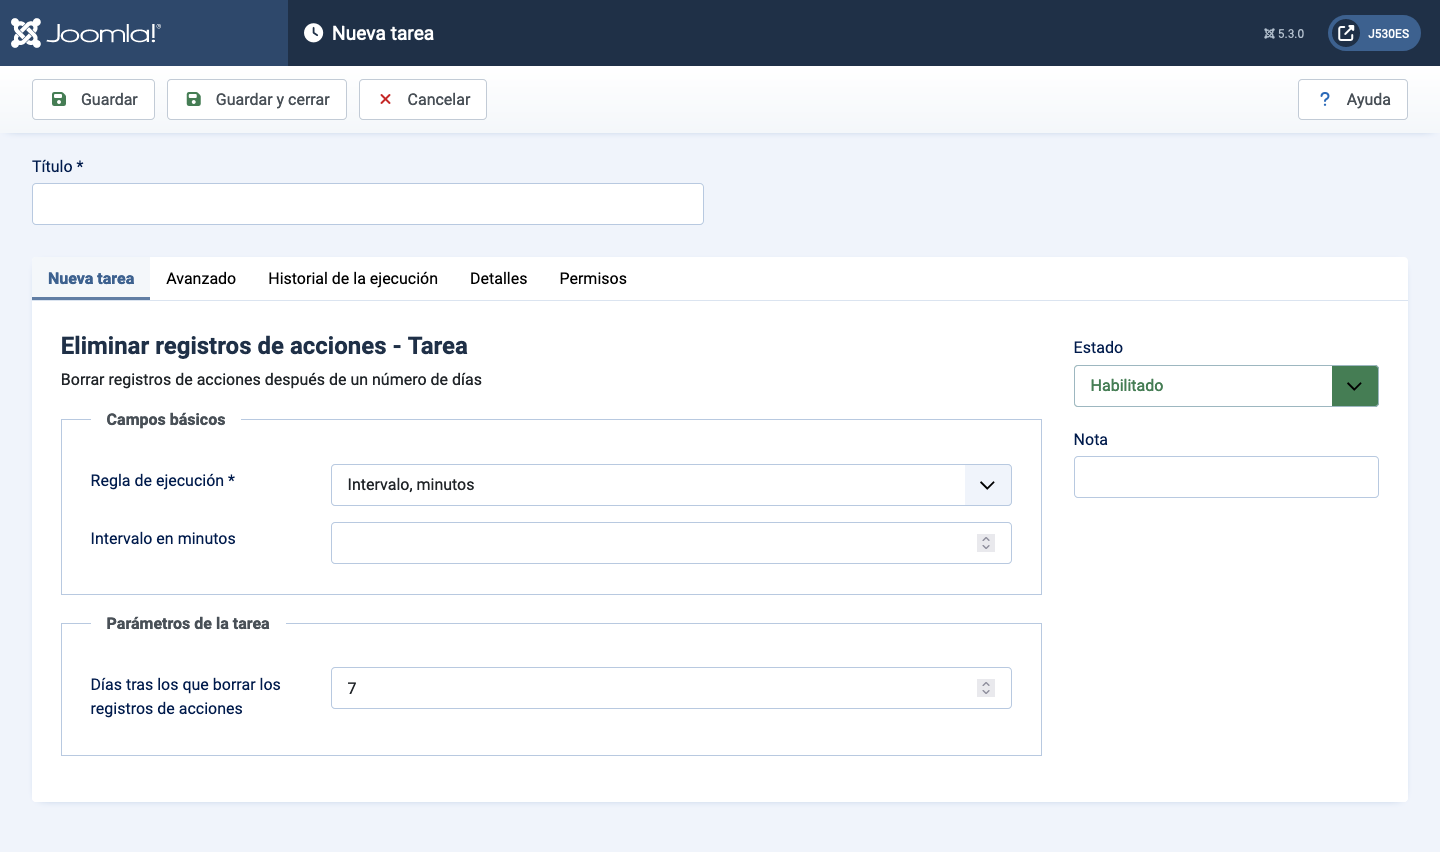 Joomla!®
Nueva tarea
5.3.0
J530ES
Guardar
Guardar y cerrar
Cancelar
? Ayuda
Título *
Nueva tarea
Avanzado
Historial de la ejecución
Detalles
Permisos
Eliminar registros de acciones - Tarea
Borrar registros de acciones después de un número de días
Campos básicos
Regla de ejecución *
Intervalo, minutos
Intervalo en minutos
Parámetros de la tarea
Días tras los que borrar los
registros de acciones
7
Estado
Habilitado
Nota